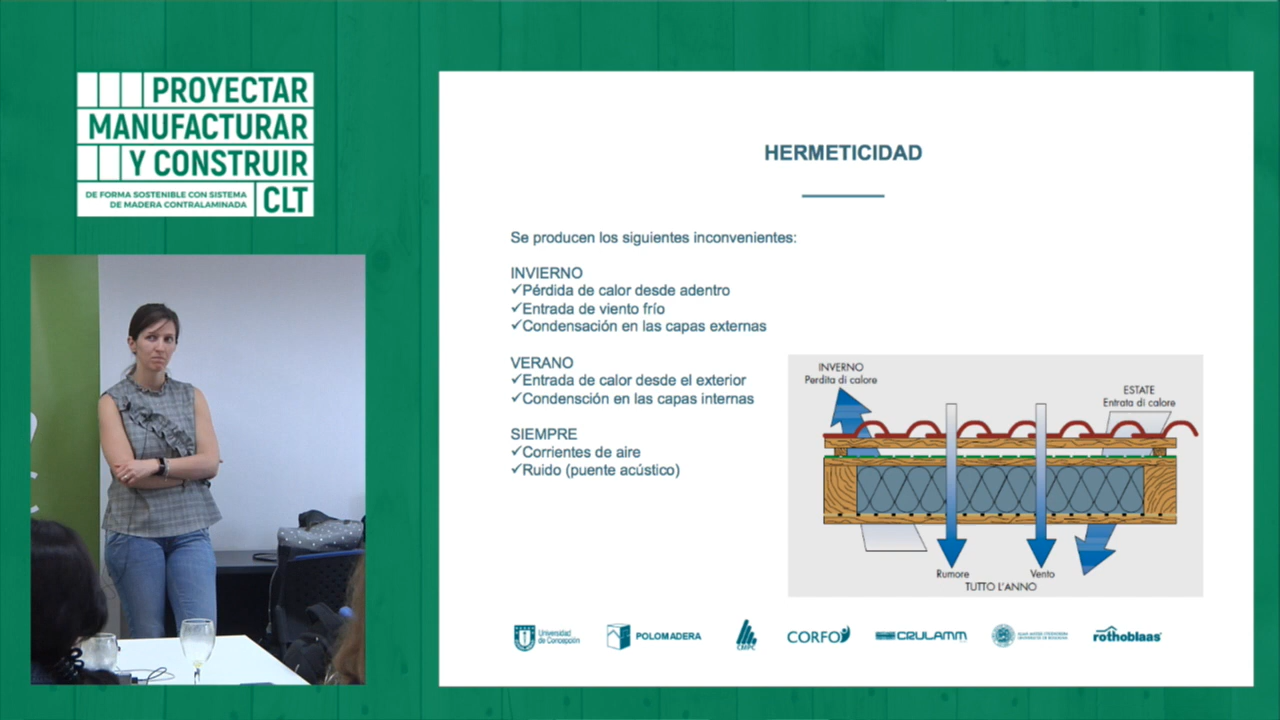 PROYECTAR
MANUFACTURAR
Y CONSTRUIR
DE FORMA SOSTENIBLE CON SISTEMA
DE MADERA CONTRALAMINADA
CLT
HERMETICIDAD
Se producen los siguientes inconvenientes:
INVIERNO
✓Pérdida de calor desde adentro
✓Entrada de viento frío
✓Condensación en las capas externas
VERANO
✓Entrada de calor desde el exterior
✓Condensción en las capas internas
SIEMPRE
✓Corrientes de aire
✓Ruido (puente acústico)
INVERNO
Perdita di calore
ESTATE
Entrata di calore
Rumore
Vento
TUTTO L'ANNO
Universidad
de Concepción
POLOMADERA
CMPC
CORFO
CRULAMM
rothoblaas